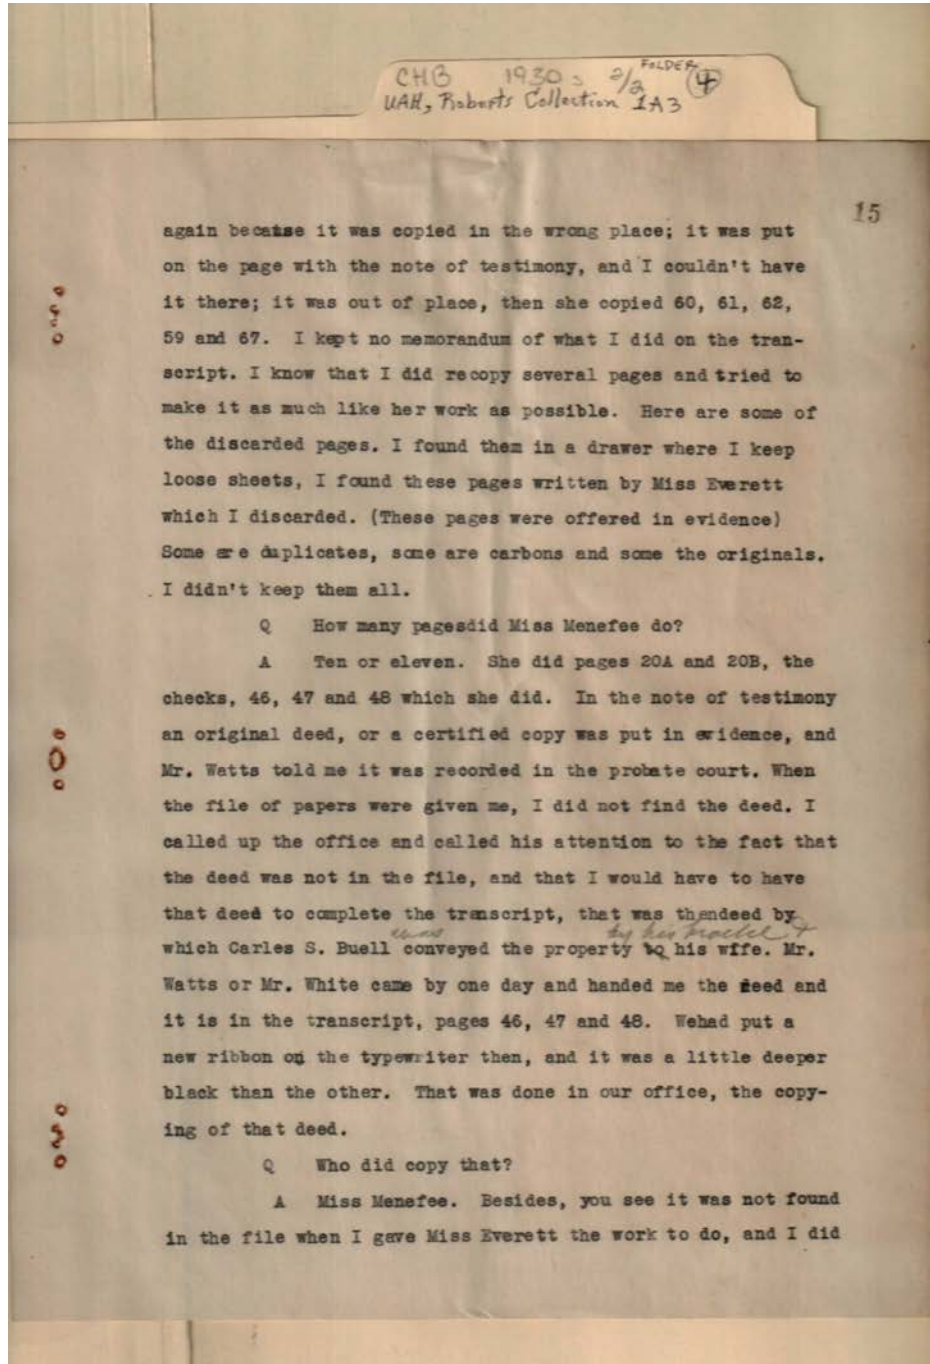 CHB 1930s 2/2 FOLDER 4
UAH, Roberts Collection 1A3
15
again because it was copied in the wrong place; it was put
on the page with the note of testimony, and I couldn't have
it there; it was out of place, then she copied 60, 61, 62,
59 and 67. I kept no memorandum of what I did on the tran-
script. I know that I did recopy several pages and tried to
make it as much like her work as possible. Here are some of
the discarded pages. I found them in a drawer where I keep
loose sheets, I found these pages written by Miss Everett
which I discarded. (These pages were offered in evidence)
Some are duplicates, some are carbons and some the originals.
I didn't keep them all.
Q How many pagesdid Miss Menefee do?
A Ten or eleven. She did pages 20A and 20B, the
checks, 46, 47 and 48 which she did. In the note of testimony
an original deed, or a certified copy was put in evidence, and
Mr. Watts told me it was recorded in the probate court. When
the file of papers were given me, I did not find the deed. I
called up the office and called his attention to the fact that
the deed was not in the file, and that I would have to have
that deed to complete the transcript, that was thendeed by
was by his
which Carles S. Buell conveyed the property to his wife. Mr.
Watts or Mr. White came by one day and handed me the deed and
it is in the transcript, pages 46, 47 and 48. Wehad put a
new ribbon on the typewriter then, and it was a little deeper
black than the other. That was done in our office, the copy-
ing of that deed.
Q Who did copy that?
A Miss Menefee. Besides, you see it was not found
in the file when I gave Miss Everett the work to do, and I did